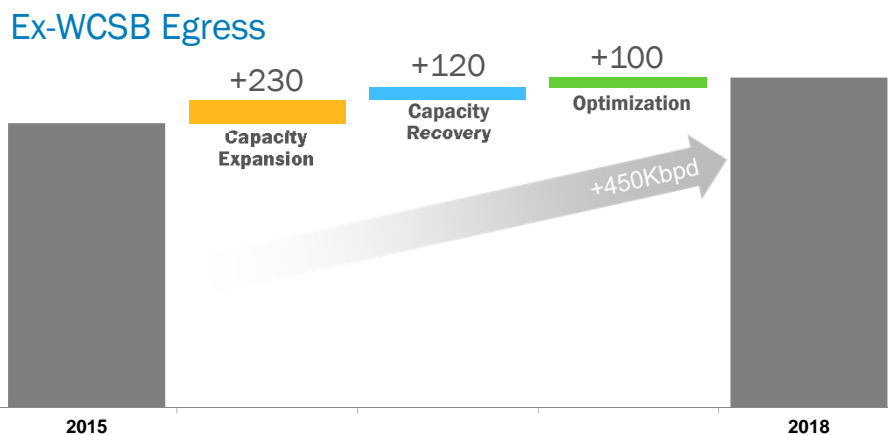 Ex-WCSB Egress
+230
Capacity
Expansion
+120
Capacity
Recovery
+100
Optimization
+450Kbpd
2015
2018